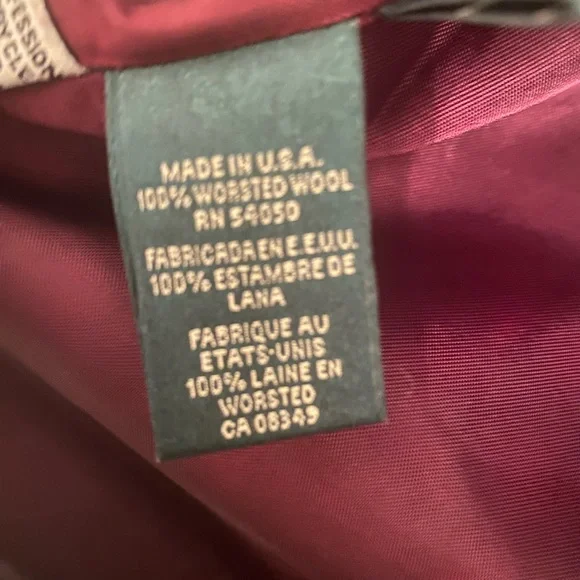 MADE IN U.S.A.
100% WORSTED WOOL
RN 54050
FABRICADA EN E.E.U.U.
100% ESTAMBRE DE
LANA
FABRIQUE AU
ETATS-UNIS
100% LAINE EN
WORSTED
CA 08349